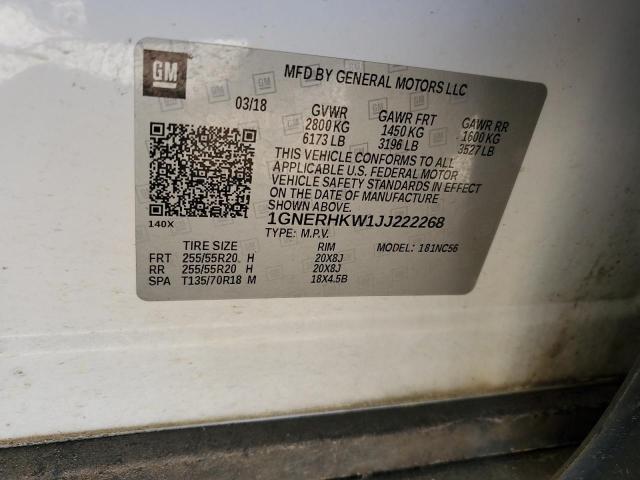 GM
MFD BY GENERAL MOTORS LLC
03/18 GVWR GAWR FRT GAWR RR
2800 KG 1450 KG 1600 KG
6173 LB 3196 LB 3527 LB
THIS VEHICLE CONFORMS TO ALL
APPLICABLE U.S. FEDERAL MOTOR
VEHICLE SAFETY STANDARDS IN EFFECT
ON THE DATE OF MANUFACTURE
SHOWN ABOVE.
140X 1GNERHKW1JJ222268
TYPE: M.P.V. MODEL: 181NC56
TIRE SIZE RIM
FRT 255/55R20 H 20X8J
RR 255/55R20 H 20X8J
SPA T135/70R18 M 18X4.5B